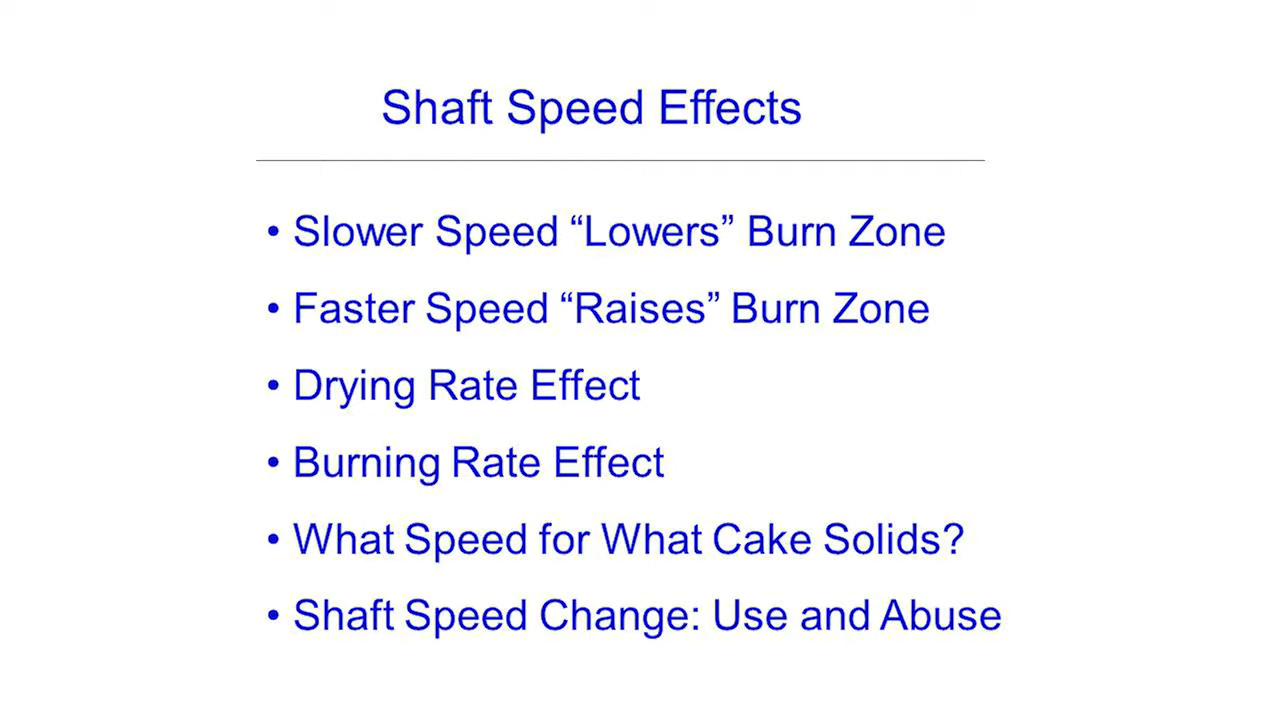 Shaft Speed Effects
• Slower Speed “Lowers” Burn Zone
• Faster Speed “Raises” Burn Zone
• Drying Rate Effect
• Burning Rate Effect
• What Speed for What Cake Solids?
• Shaft Speed Change: Use and Abuse